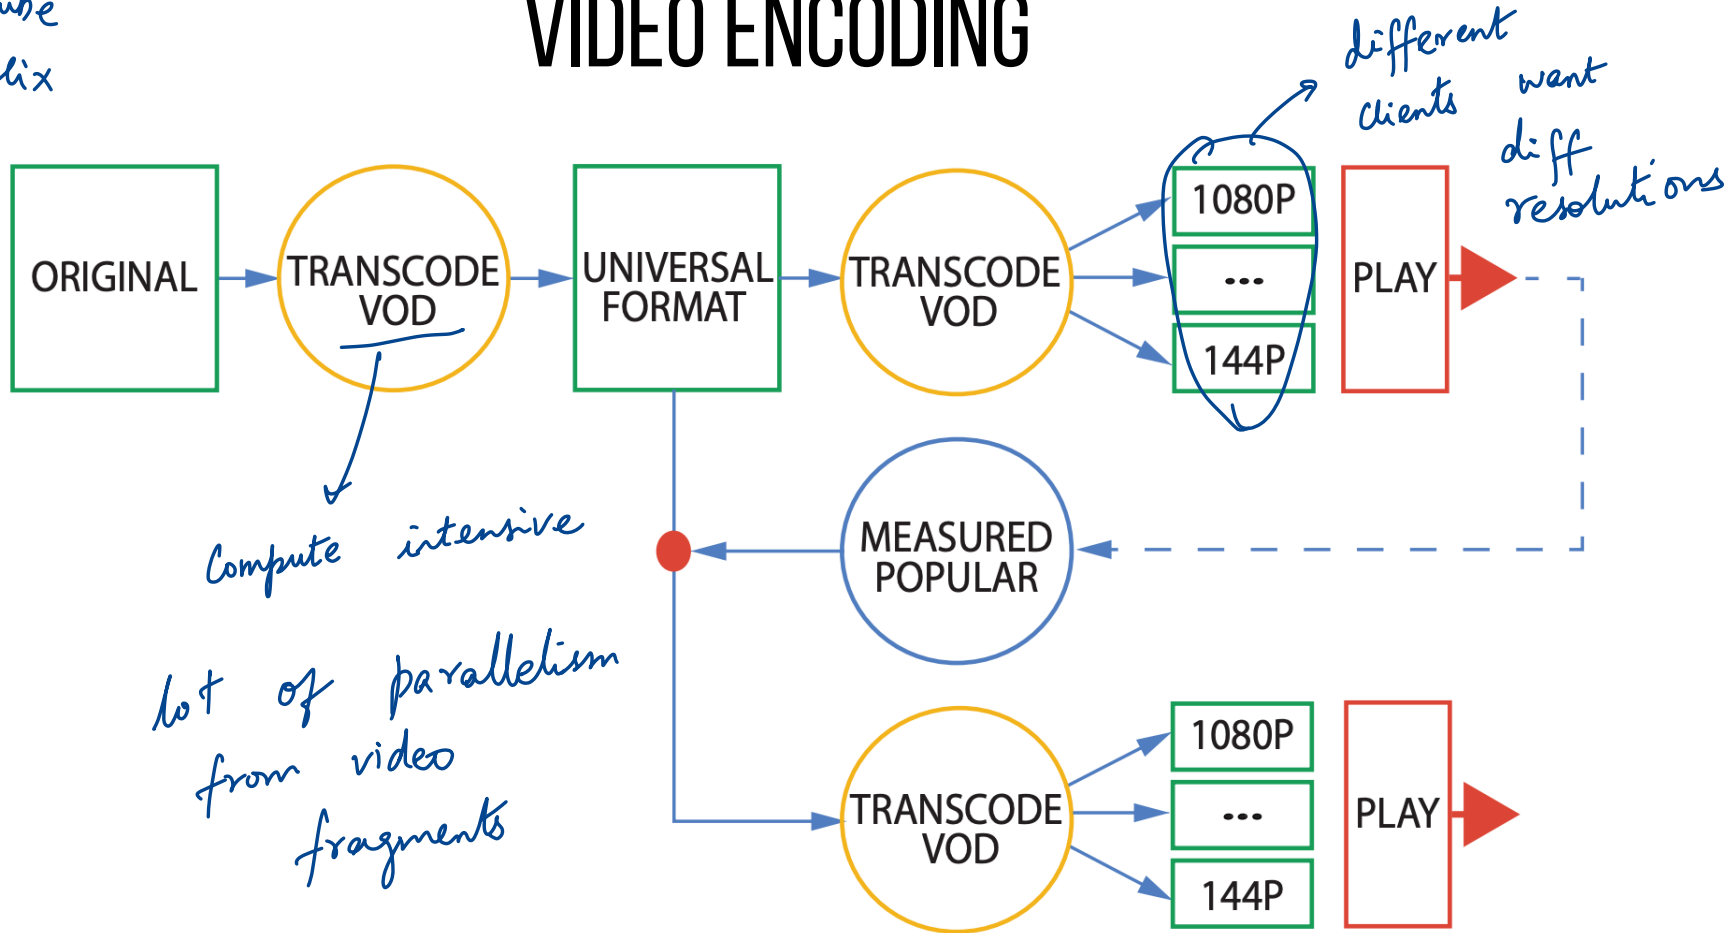 VIDEO ENCODING
different
clients want
diff
resolutions
ORIGINAL
TRANSCODE
VOD
UNIVERSAL
FORMAT
TRANSCODE
VOD
1080P
...
144P
PLAY
Compute intensive
MEASURED
POPULAR
lot of parallelism
from video
fragments
TRANSCODE
VOD
1080P
...
144P
PLAY